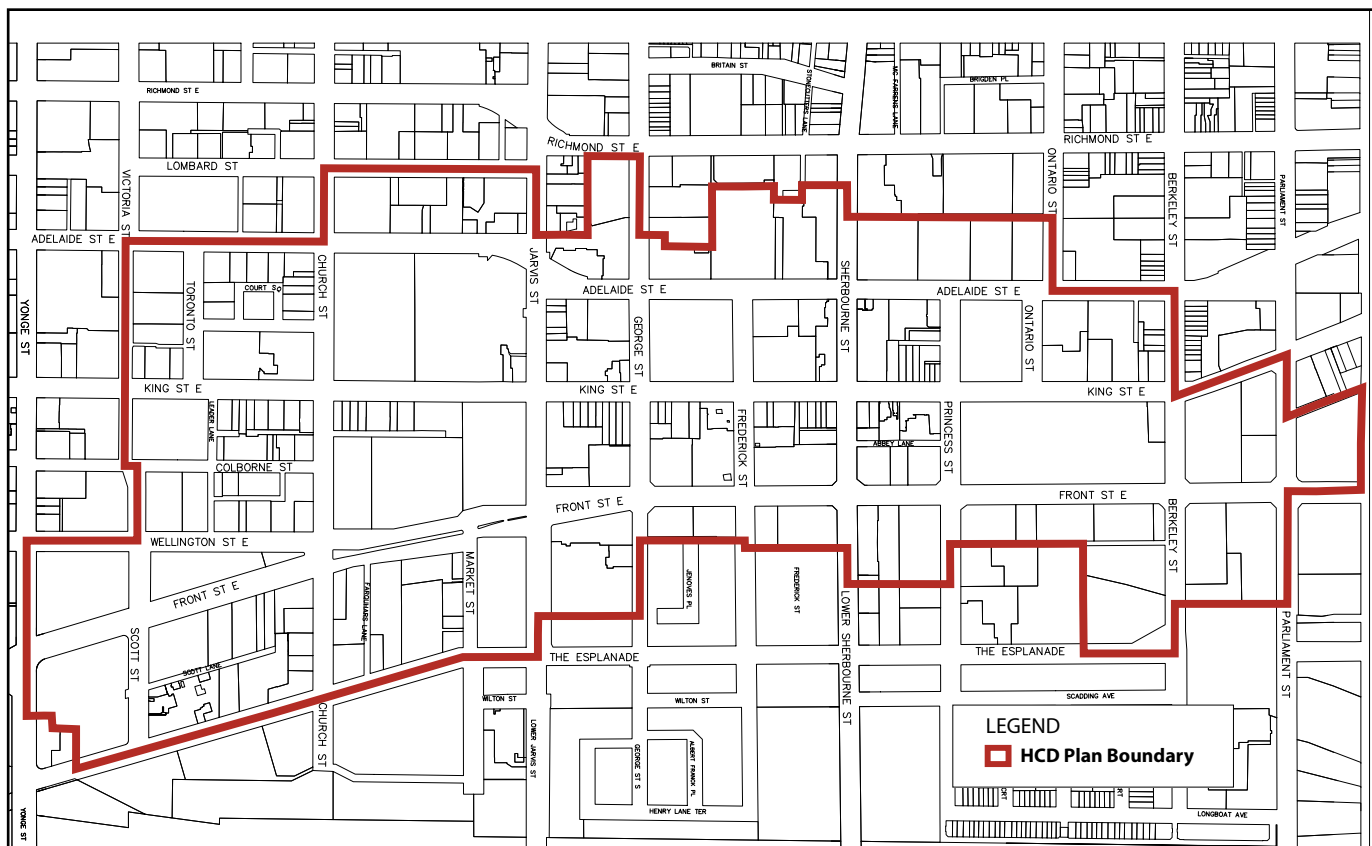 BRITAIN ST
STONECUTTERS LANE
MC FARRENS LANE
BRIGDEN PL
RICHMOND ST E
RICHMOND ST E
RICHMOND ST E
LOMBARD ST
VICTORIA ST
ONTARIO ST
BERKELEY ST
PARLIAMENT ST
ADELAIDE ST E
TORONTO ST
COURT SQ
CHURCH ST
JARVIS ST
ADELAIDE ST E
SHERBOURNE ST
ADELAIDE ST E
YONGE ST
GEORGE ST
ONTARIO ST
KING ST E
KING ST E
KING ST E
LEADER LANE
FREDERICK ST
ABBEY LANE
PRINCESS ST
COLBORNE ST
FRONT ST E
FRONT ST E
BERKELEY ST
WELLINGTON ST E
MARKET ST
FRONT ST E
FARQUHARS LANE
JENOVES PL
FREDERICK ST
LOWER SHERBOURNE ST
SCOTT ST
SCOTT LANE
THE ESPLANADE
THE ESPLANADE
PARLIAMENT ST
CHURCH ST
WILTON ST
WILTON ST
SCADDING AVE
LOWER JARVIS ST
GEORGE ST S
ALBERT FRANCK PL
HENRY LANE TER
YONGE ST
LONGBOAT AVE
LEGEND
HCD Plan Boundary